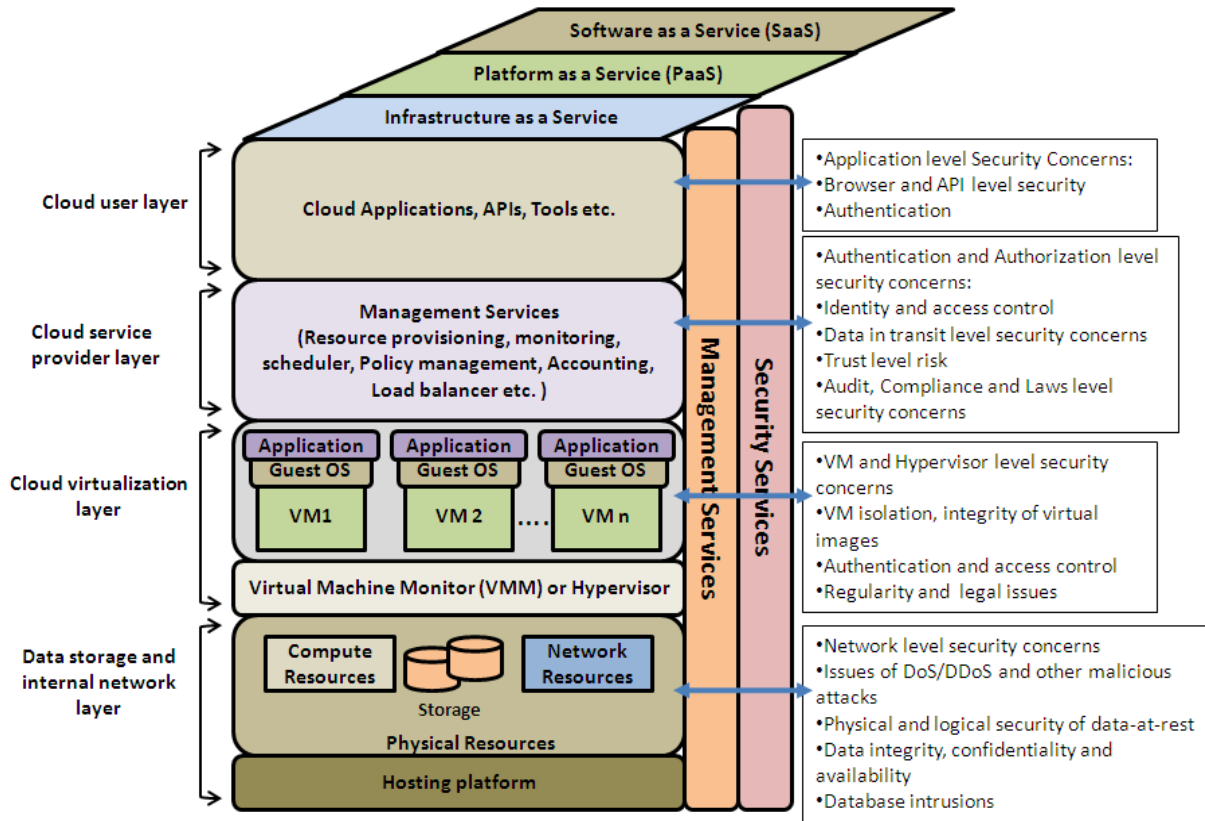 Software as a Service (SaaS)
Platform as a Service (PaaS)
Infrastructure as a Service
Cloud user layer
Cloud Applications, APIs, Tools etc.
•Application level Security Concerns:
•Browser and API level security
•Authentication
Cloud service
provider layer
Management Services
(Resource provisioning, monitoring,
scheduler, Policy management, Accounting,
Load balancer etc. )
•Authentication and Authorization level
security concerns:
•Identity and access control
•Data in transit level security concerns
•Trust level risk
•Audit, Compliance and Laws level
security concerns
Management Services
Security Services
Cloud virtualization
layer
Application
Application
Application
Guest OS
Guest OS
Guest OS
VM1
VM 2
....
VM n
Virtual Machine Monitor (VMM) or Hypervisor
•VM and Hypervisor level security
concerns
•VM isolation, integrity of virtual
images
•Authentication and access control
•Regularity and legal issues
Data storage and
internal network
layer
Compute
Resources
Storage
Network
Resources
Physical Resources
Hosting platform
•Network level security concerns
•Issues of DoS/DDoS and other malicious
attacks
•Physical and logical security of data-at-rest
•Data integrity, confidentiality and
availability
•Database intrusions